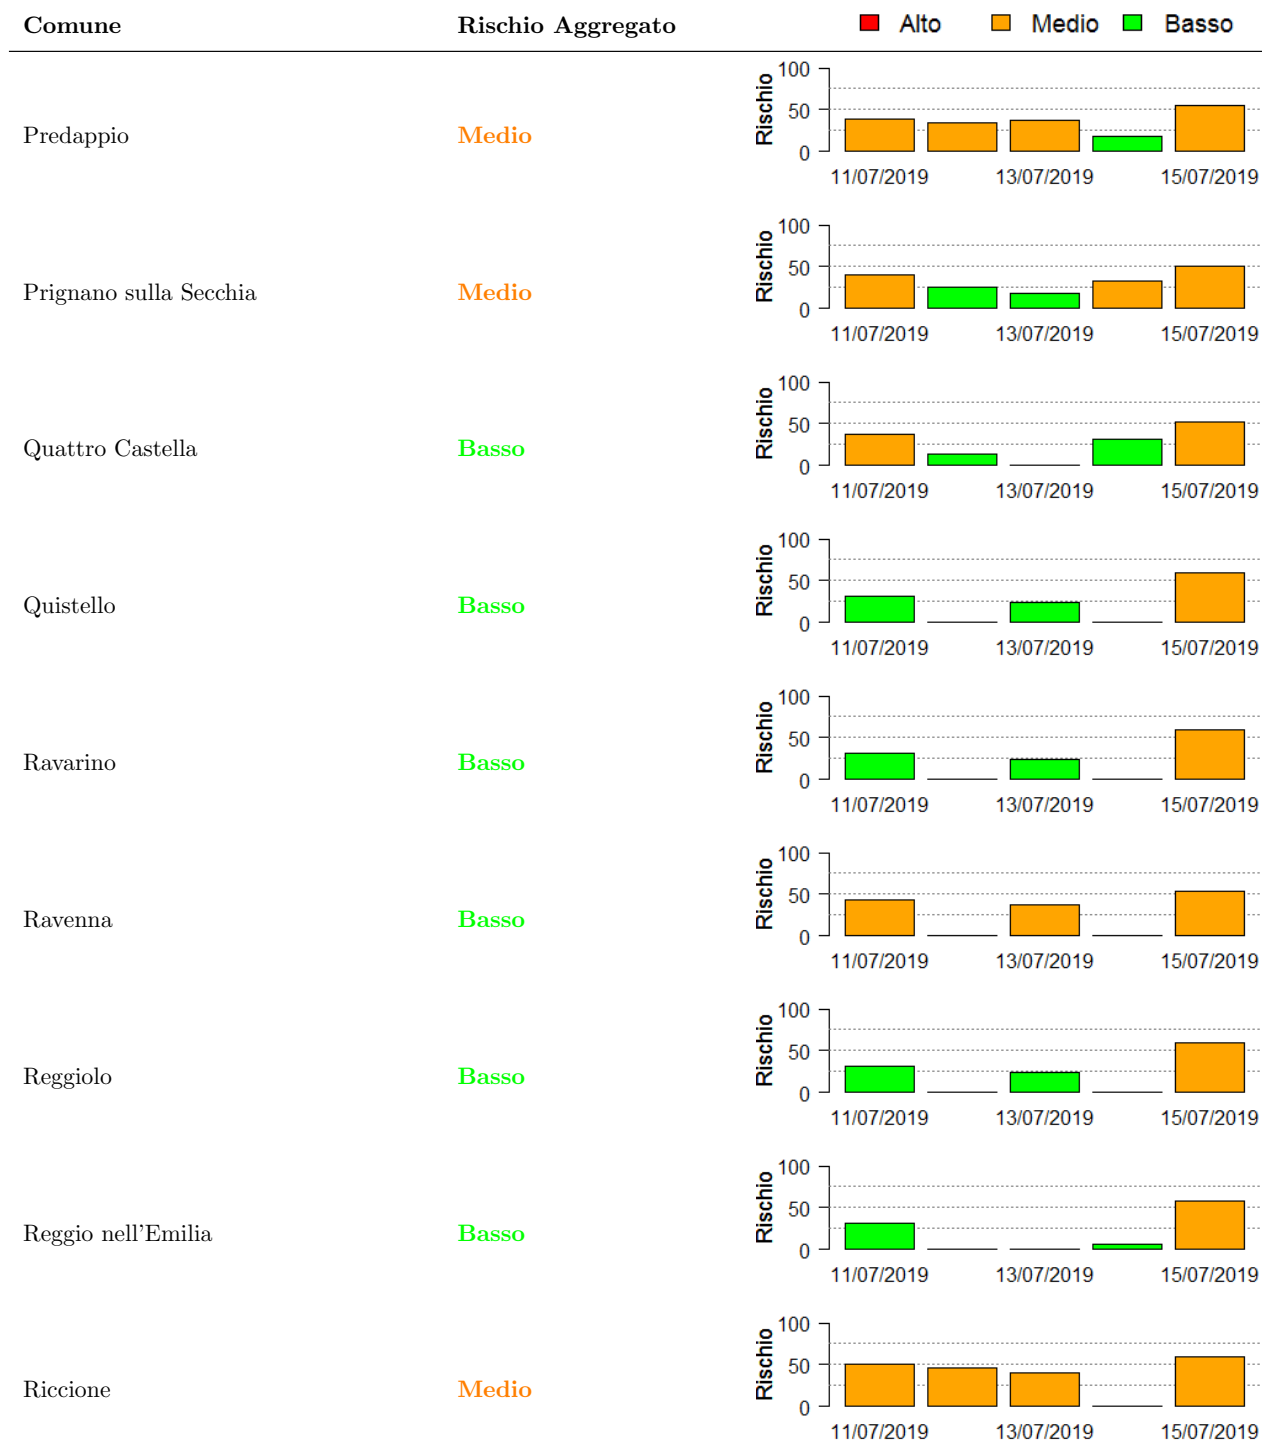 Comune Rischio Aggregato Alto Medio Basso
Predappio Medio
Rischio
100
50
0
11/07/2019 13/07/2019 15/07/2019
Prignano sulla Secchia Medio
Rischio
100
50
0
11/07/2019 13/07/2019 15/07/2019
Quattro Castella Basso
Rischio
100
50
0
11/07/2019 13/07/2019 15/07/2019
Quistello Basso
Rischio
100
50
0
11/07/2019 13/07/2019 15/07/2019
Ravarino Basso
Rischio
100
50
0
11/07/2019 13/07/2019 15/07/2019
Ravenna Basso
Rischio
100
50
0
11/07/2019 13/07/2019 15/07/2019
Reggiolo Basso
Rischio
100
50
0
11/07/2019 13/07/2019 15/07/2019
Reggio nell'Emilia Basso
Rischio
100
50
0
11/07/2019 13/07/2019 15/07/2019
Riccione Medio
Rischio
100
50
0
11/07/2019 13/07/2019 15/07/2019